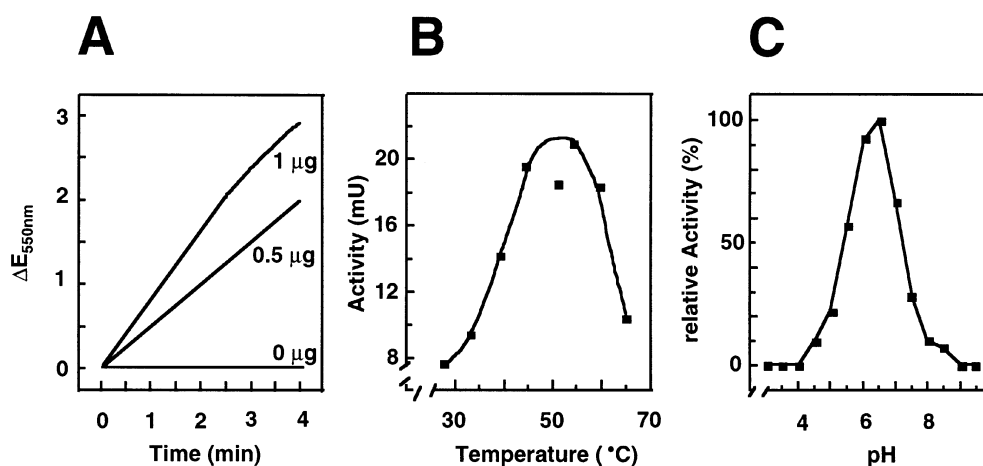 A
ΔE550nm
3
2
1
0
1 µg
0.5 µg
0 µg
0 1 2 3 4
Time (min)
B
Activity (mU)
20
16
12
8
30 50 70
Temperature (°C)
C
relative Activity (%)
100
50
0
4 6 8
pH